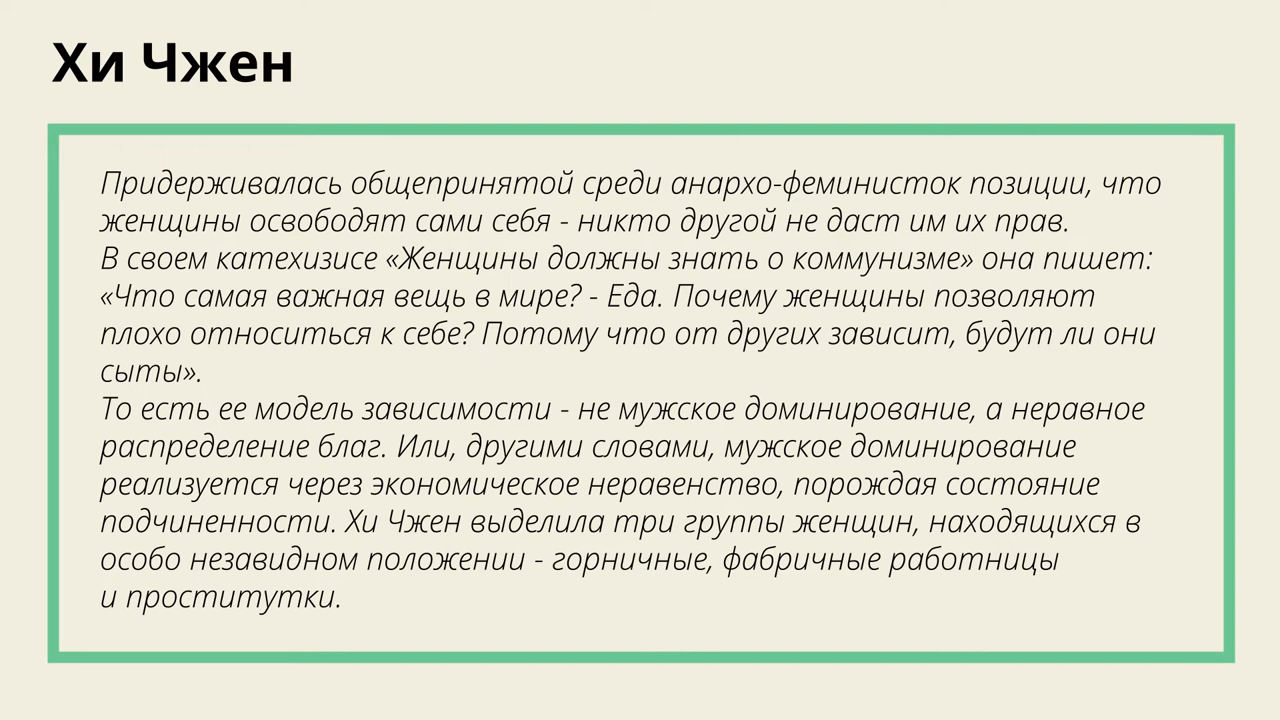 Хи Чжен
Придерживалась общепринятой среди анархо-феминисток позиции, что
женщины освободят сами себя - никто другой не даст им их прав.
В своем катехизисе «Женщины должны знать о коммунизме» она пишет:
«Что самая важная вещь в мире? - Еда. Почему женщины позволяют
плохо относиться к себе? Потому что от других зависит, будут ли они
сыты».
То есть ее модель зависимости - не мужское доминирование, а неравное
распределение благ. Или, другими словами, мужское доминирование
реализуется через экономическое неравенство, порождая состояние
подчиненности. Хи Чжен выделила три группы женщин, находящихся в
особо незавидном положении - горничные, фабричные работницы
и проститутки.